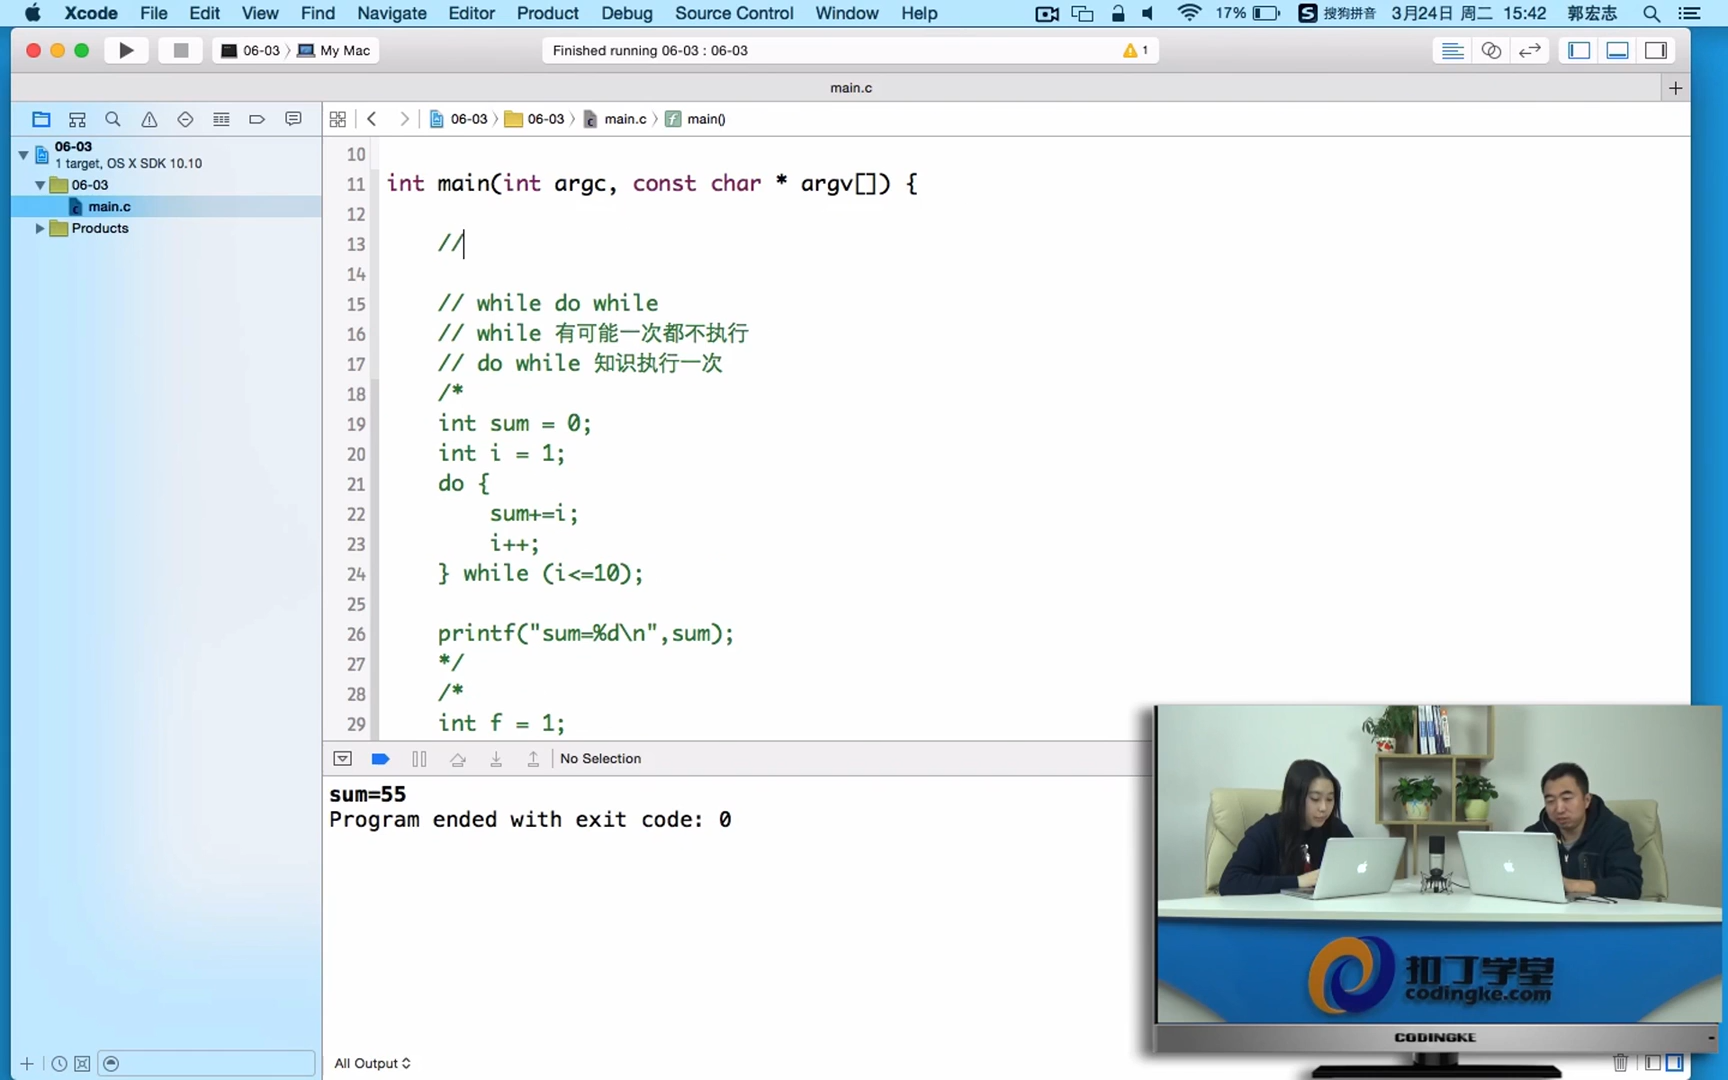 Xcode File Edit View Find Navigate Editor Product Debug Source Control Window Help 17% S 搜狗拼音 3月24日 周二 15:42 郭宏志
06-03 〉 My Mac
Finished running 06-03 : 06-03
1
main.c
06-03 〉 06-03 〉 main.c 〉 main()
06-03
1 target, OS X SDK 10.10
06-03
main.c
Products
10
11 int main(int argc, const char * argv[]) {
12
13 //
14
15 // while do while
16 // while 有可能一次都不执行
17 // do while 知识执行一次
18 /*
19 int sum = 0;
20 int i = 1;
21 do {
22 sum+=i;
23 i++;
24 } while (i<=10);
25
26 printf("sum=%d\n",sum);
27 */
28 /*
29 int f = 1;
No Selection
sum=55
Program ended with exit code: 0
All Output
扣丁学堂
codingke.com
CODINGKE